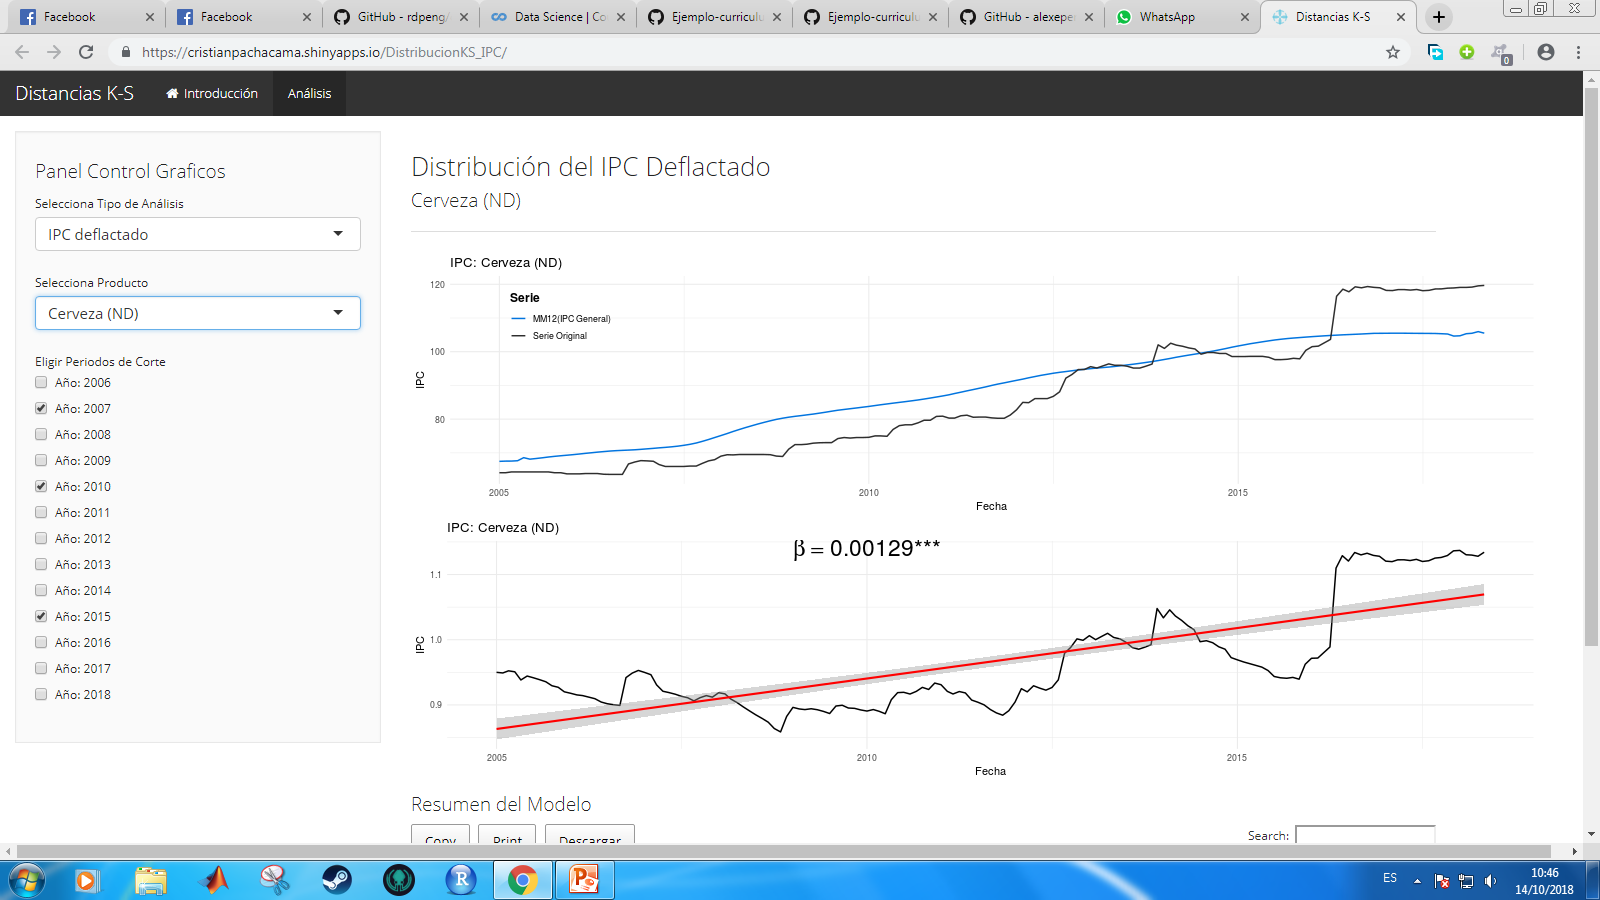 Facebook
Facebook
GitHub - rdpeng/
Data Science | Co
Ejemplo-curriculu
Ejemplo-curriculu
GitHub - alexepe
WhatsApp
Distancias K-S
https://cristianpachacama.shinyapps.io/DistribucionKS_IPC/
0
Distancias K-S
Introducción
Análisis
Panel Control Graficos
Selecciona Tipo de Análisis
IPC deflactado
Selecciona Producto
Cerveza (ND)
Eligir Periodos de Corte
Año: 2006
Año: 2007
Año: 2008
Año: 2009
Año: 2010
Año: 2011
Año: 2012
Año: 2013
Año: 2014
Año: 2015
Año: 2016
Año: 2017
Año: 2018
Distribución del IPC Deflactado
Cerveza (ND)
IPC: Cerveza (ND)
Serie
MM12(IPC General)
Serie Original
120
100
80
IPC
2005
2010
2015
Fecha
IPC: Cerveza (ND)
β = 0.00129***
1.1
1.0
0.9
IPC
2005
2010
2015
Fecha
Resumen del Modelo
Copy
Print
Descargar
Search:
ES
10:46
14/10/2018